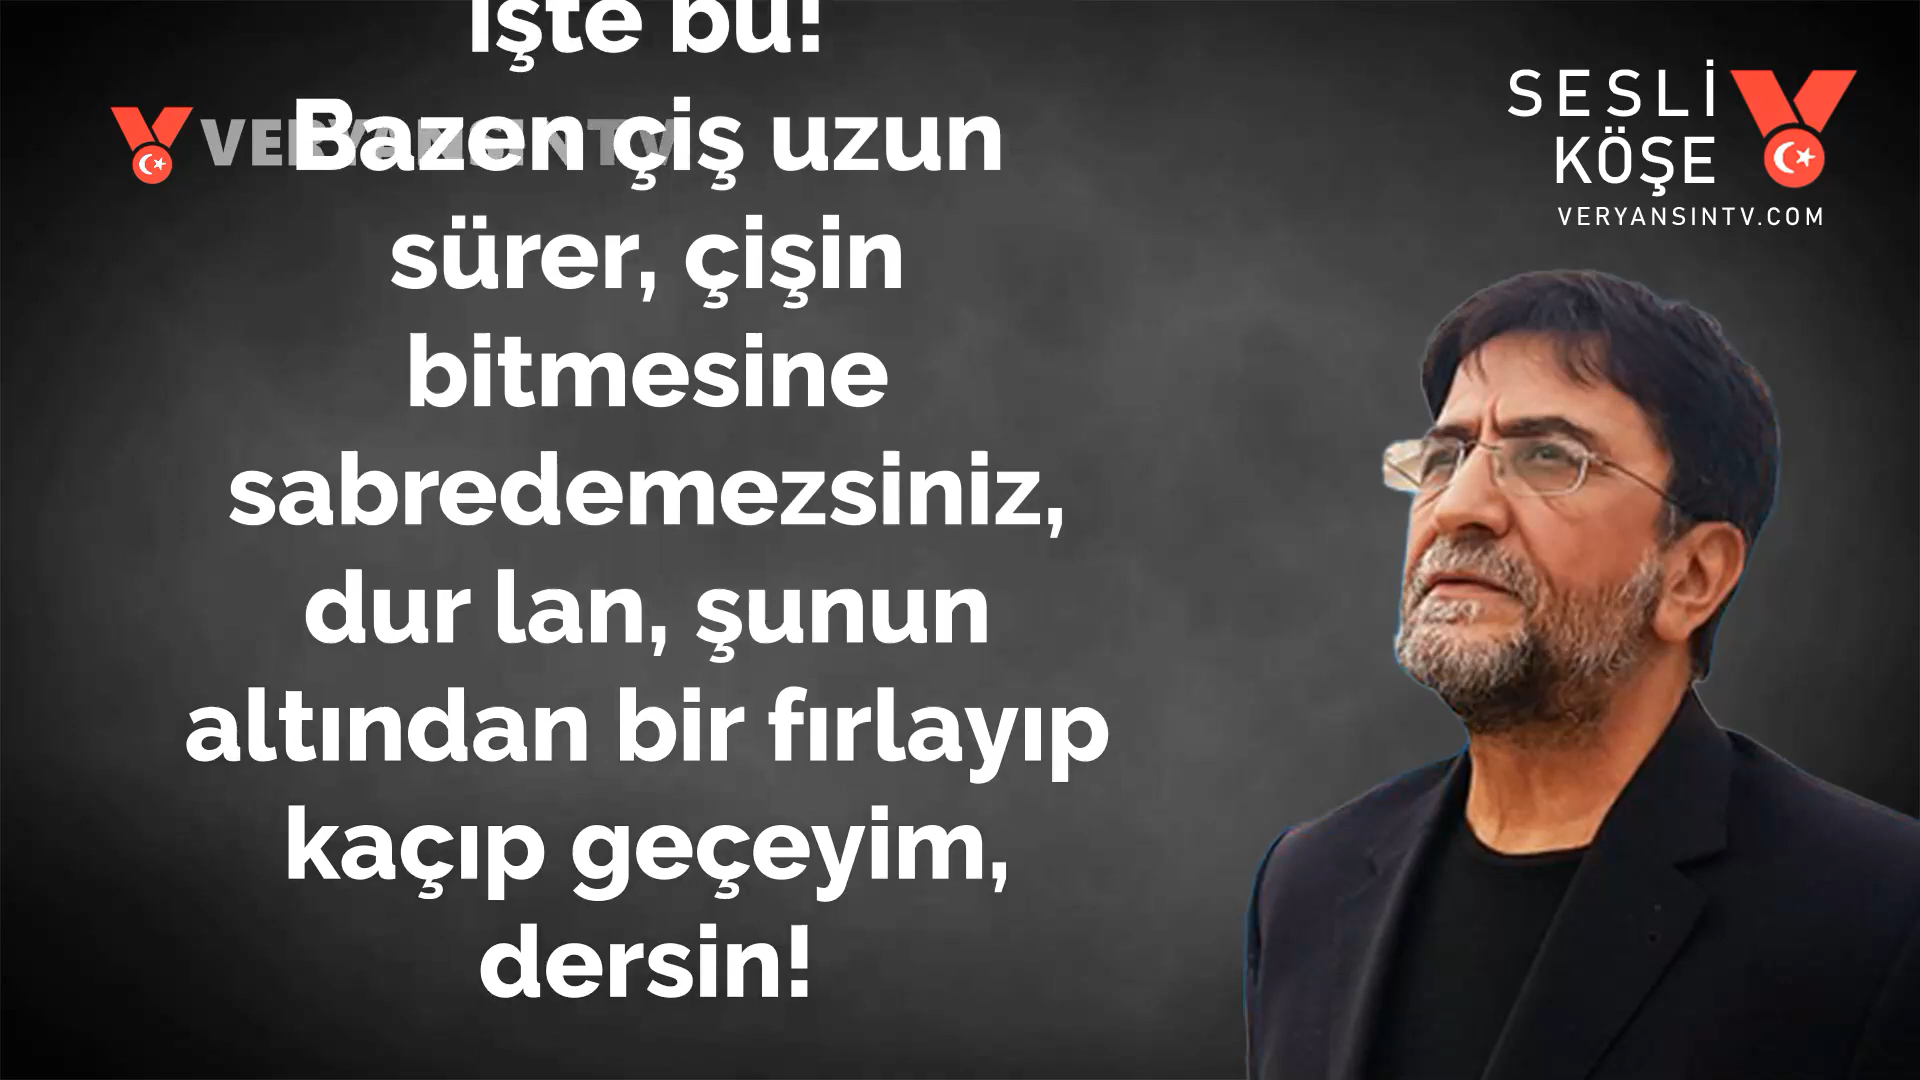 İşte bu!
VERYANSINTV
Bazen çiş uzun
sürer, çişin
bitmesine
sabredemezsiniz,
dur lan, şunun
altından bir fırlayıp
kaçıp geçeyim,
dersin!
SESLİ
KÖŞE
VERYANSINTV.COM